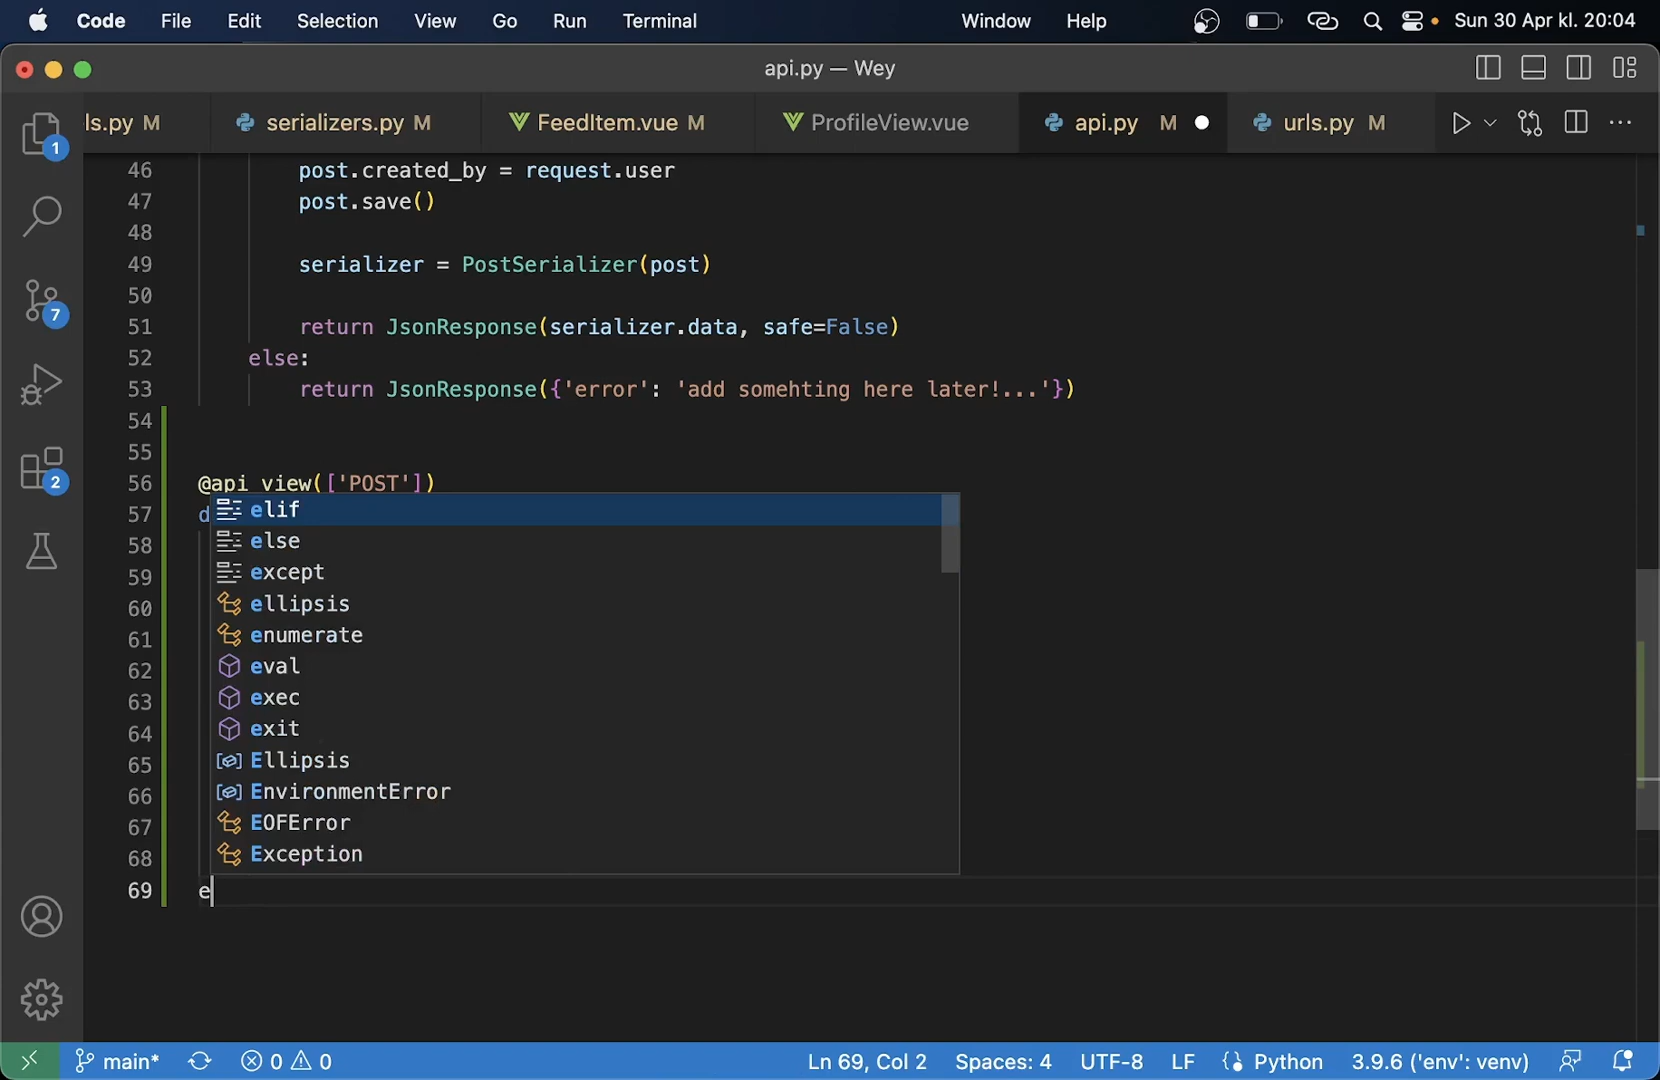 Code File Edit Selection View Go Run Terminal Window Help Sun 30 Apr kl. 20:04
api.py — Wey
ls.py M serializers.py M FeedItem.vue M ProfileView.vue api.py M urls.py M
1
7
2
46 post.created_by = request.user
47 post.save()
48
49 serializer = PostSerializer(post)
50
51 return JsonResponse(serializer.data, safe=False)
52 else:
53 return JsonResponse({'error': 'add somehting here later!...'})
54
55
56 @api_view(['POST'])
57 d
elif
58 else
59 except
60 ellipsis
61 enumerate
62 eval
63 exec
64 exit
65 Ellipsis
66 EnvironmentError
67 EOFError
68 Exception
69 e
main* 0 0 Ln 69, Col 2 Spaces: 4 UTF-8 LF Python 3.9.6 ('env': venv)